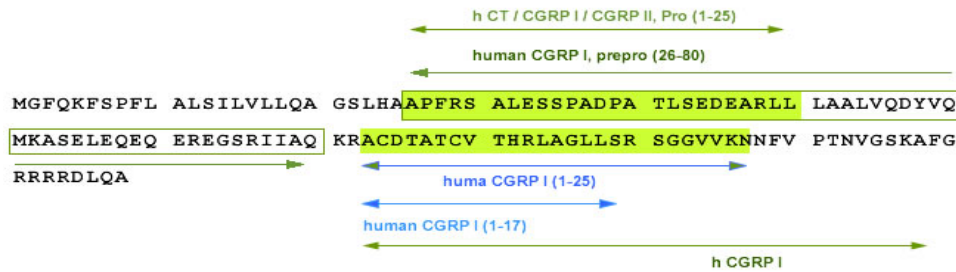 h CT / CGRP I / CGRP II, Pro (1-25)
human CGRP I, prepro (26-80)
MGFQKFSPFL ALSILVLLQA GSLHAAPFRS ALESSPADPA TLSEDEARLL LAALVQDYVQ
MKASELEQEQ EREGSRIIAQ KRACDTATCV THRLAGLLSR SGGVVKNNFV PTNVGSKAFG
RRRRDLQA
huma CGRP I (1-25)
human CGRP I (1-17)
h CGRP I